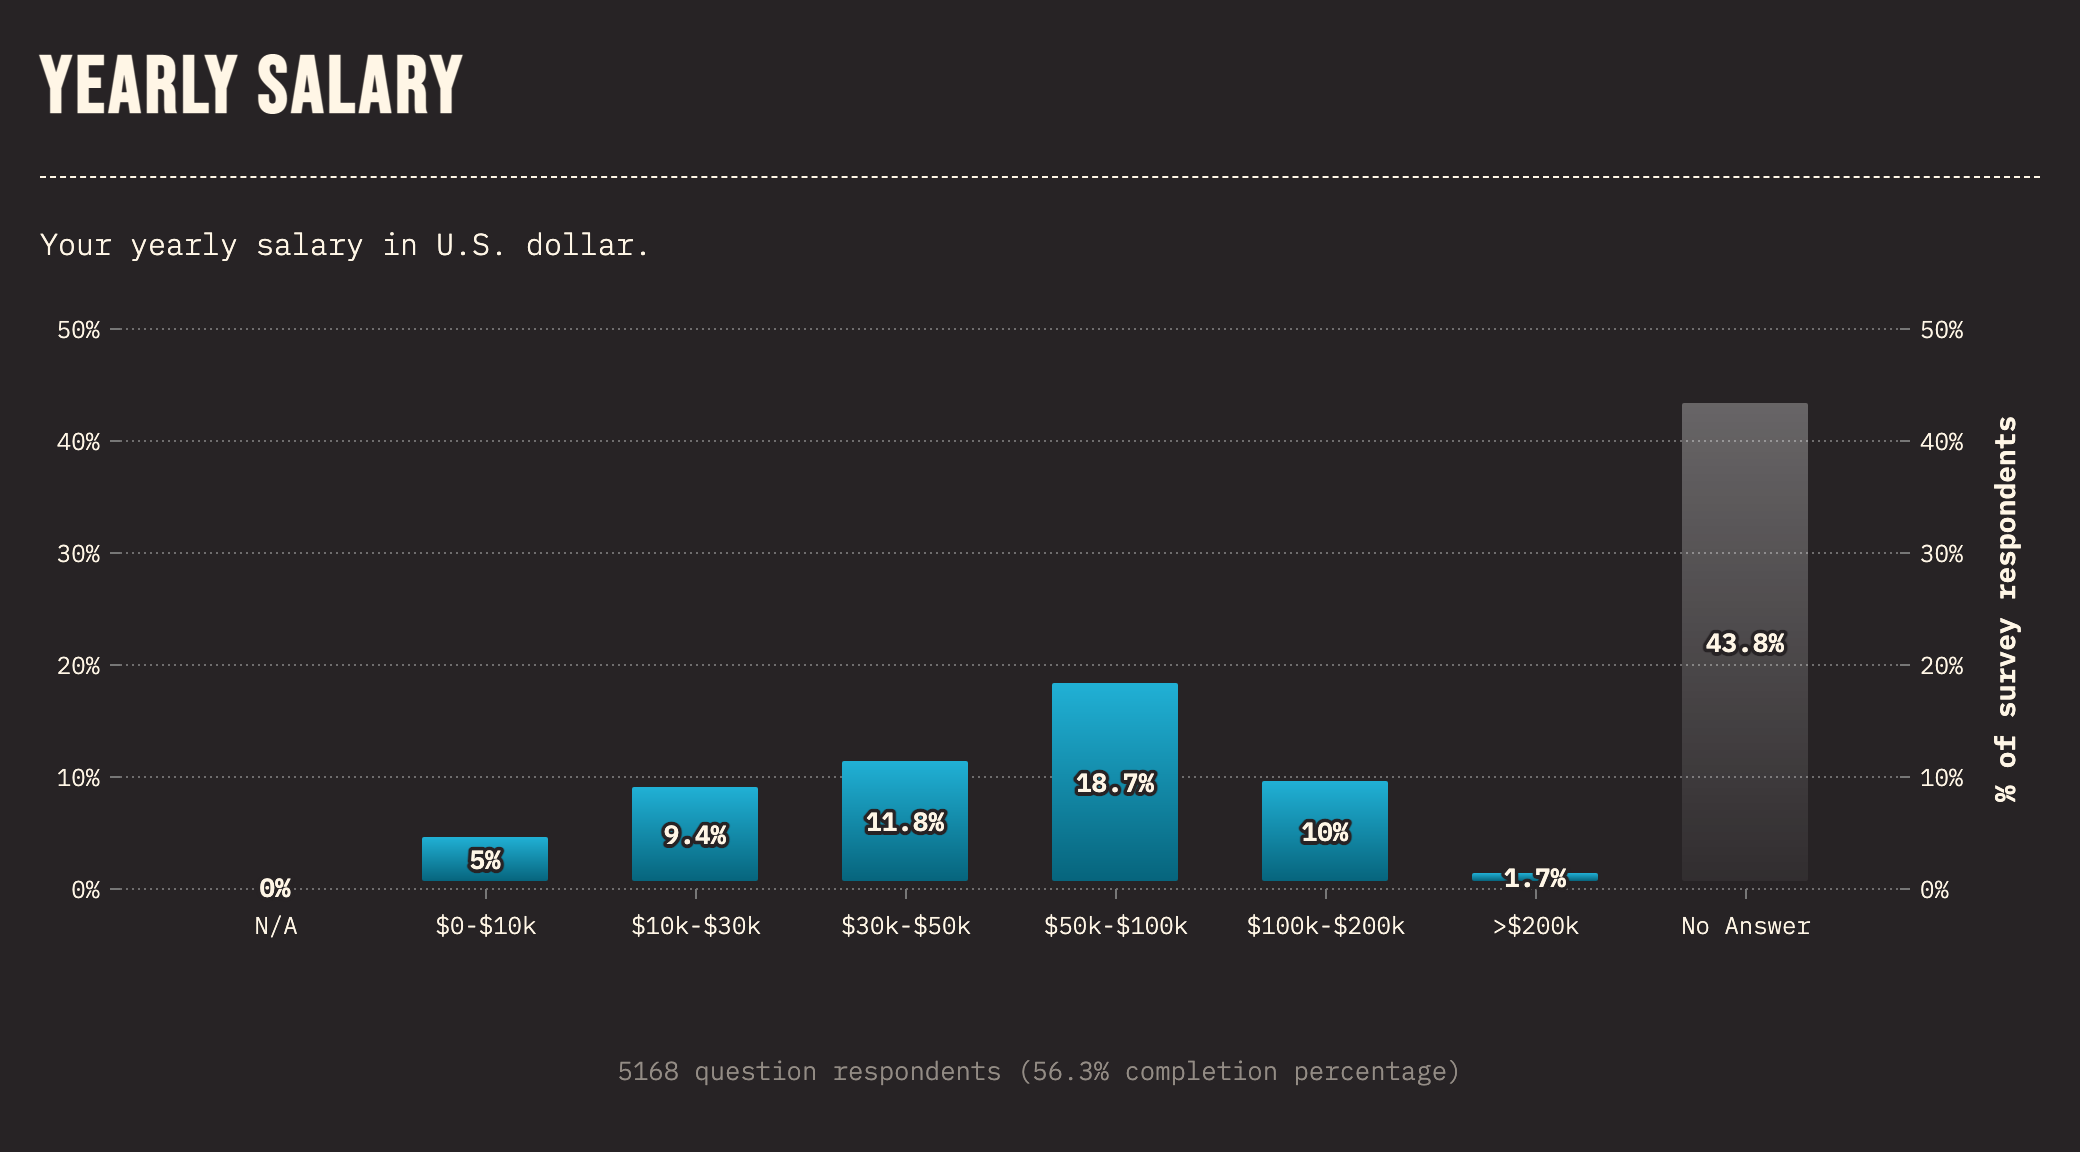 YEARLY SALARY
Your yearly salary in U.S. dollar.
50% 50%
40% 40%
30% 30%
20% 20%
10% 10%
0% 0%
0% 5% 9.4% 11.8% 18.7% 10% 1.7% 43.8%
N/A $0-$10k $10k-$30k $30k-$50k $50k-$100k $100k-$200k >$200k No Answer
% of survey respondents
5168 question respondents (56.3% completion percentage)